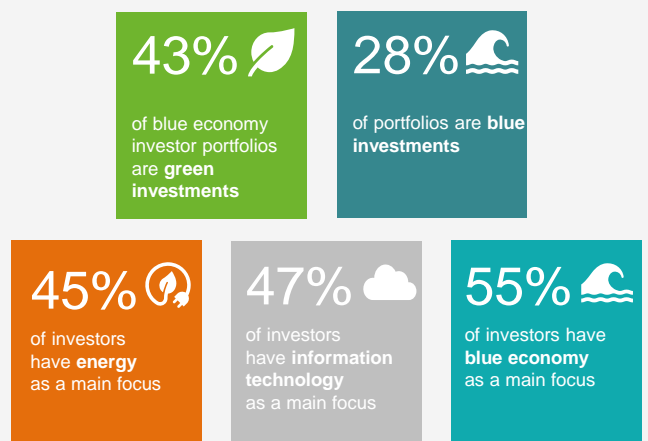 43%
of blue economy
investor portfolios
are green
investments
28%
of portfolios are blue
investments
45%
of investors
have energy
as a main focus
47%
of investors
have information
technology
as a main focus
55%
of investors have
blue economy
as a main focus